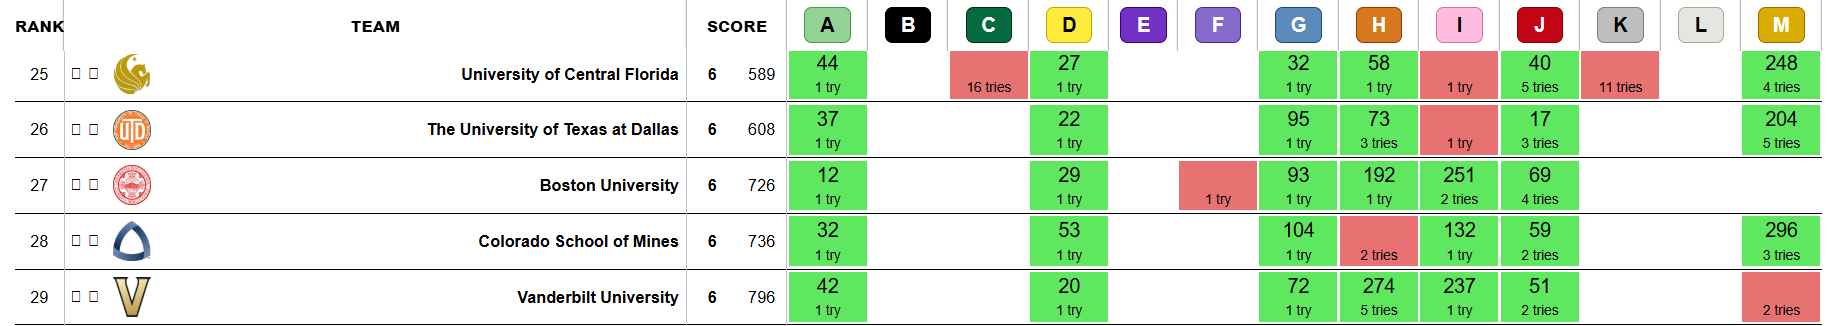 RANK TEAM SCORE A B C D E F G H I J K L M
25 University of Central Florida 6 589 44 27 32 58 40 248
1 try 16 tries 1 try 1 try 1 try 1 try 5 tries 11 tries 4 tries
26 UTD The University of Texas at Dallas 6 608 37 22 95 73 17 204
1 try 1 try 1 try 3 tries 1 try 3 tries 5 tries
27 Boston University 6 726 12 29 93 192 251 69
1 try 1 try 1 try 1 try 1 try 2 tries 4 tries
28 Colorado School of Mines 6 736 32 53 104 132 59 296
1 try 1 try 1 try 2 tries 1 try 2 tries 3 tries
29 V Vanderbilt University 6 796 42 20 72 274 237 51
1 try 1 try 1 try 5 tries 1 try 2 tries 2 tries